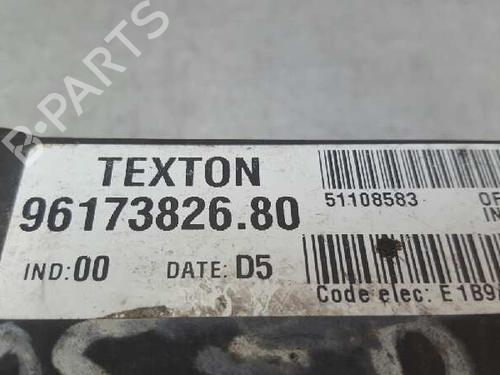 TEXTON
96173826.80
IND:00 DATE: D5
51108583
Code elec: E1B9
B-PARTS